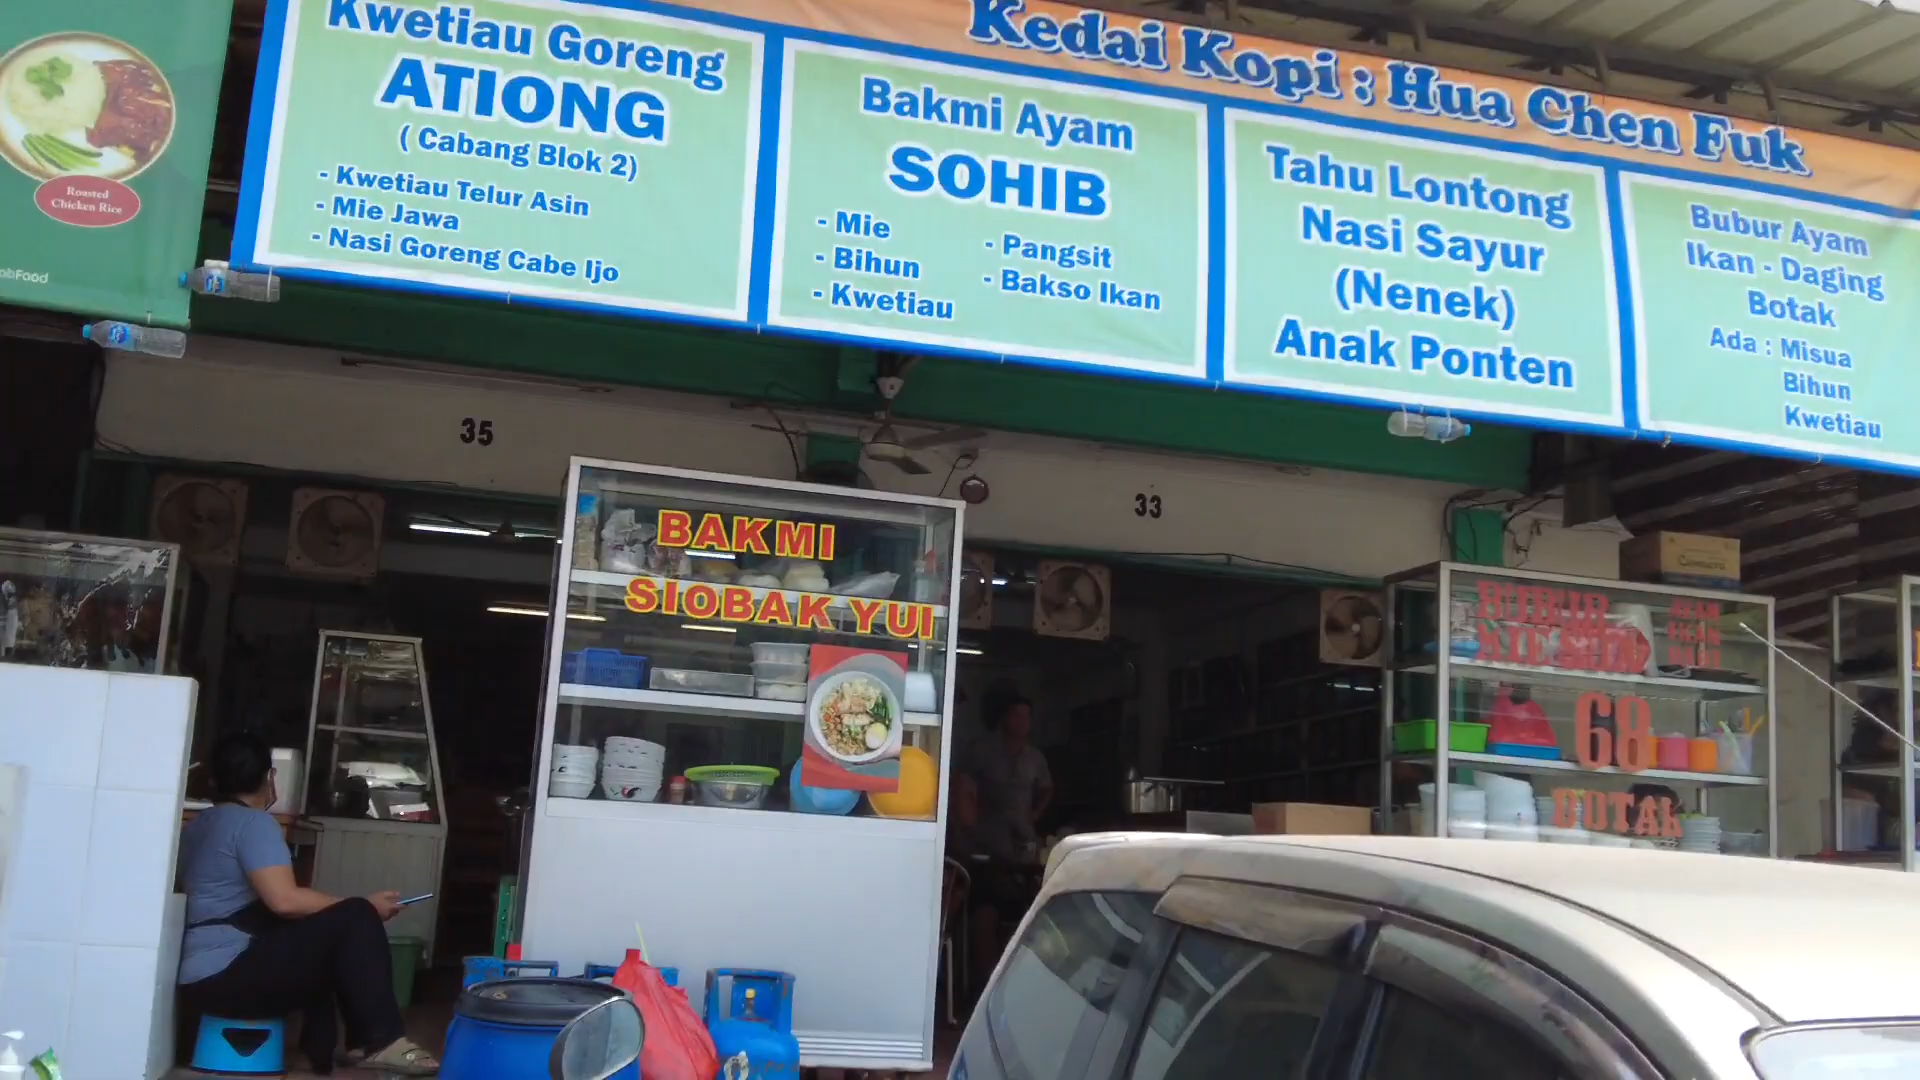 Roasted
Chicken Rice
Kwetiau Goreng
ATIONG
( Cabang Blok 2)
- Kwetiau Telur Asin
- Mie Jawa
- Nasi Goreng Cabe Ijo
Kedai Kopi : Hua Chen Fuk
Bakmi Ayam
SOHIB
- Mie
- Bihun
- Kwetiau
- Pangsit
- Bakso Ikan
Tahu Lontong
Nasi Sayur
(Nenek)
Anak Ponten
Bubur Ayam
Ikan - Daging
Botak
Ada : Misua
Bihun
Kwetiau
35
33
BAKMI
SIOBAK YUI
68